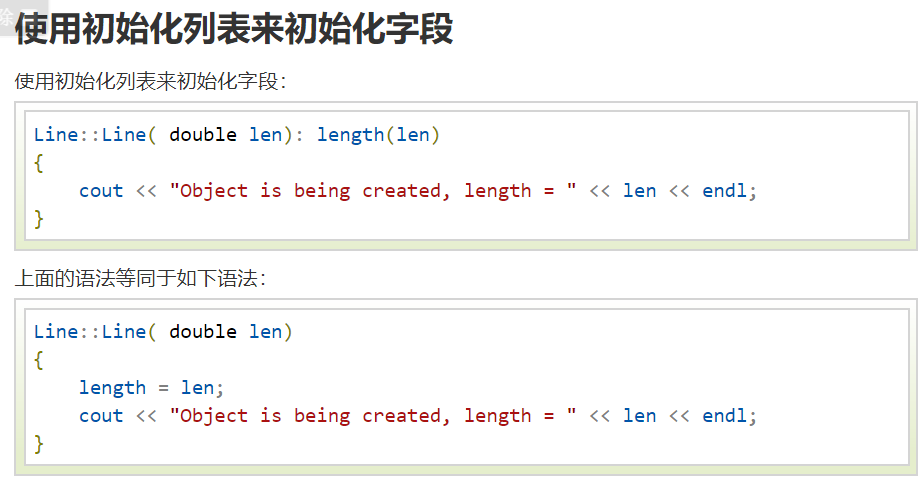 除
使用初始化列表来初始化字段
使用初始化列表来初始化字段：
Line::Line( double len): length(len)
{
    cout << "Object is being created, length = " << len << endl;
}
上面的语法等同于如下语法：
Line::Line( double len)
{
    length = len;
    cout << "Object is being created, length = " << len << endl;
}